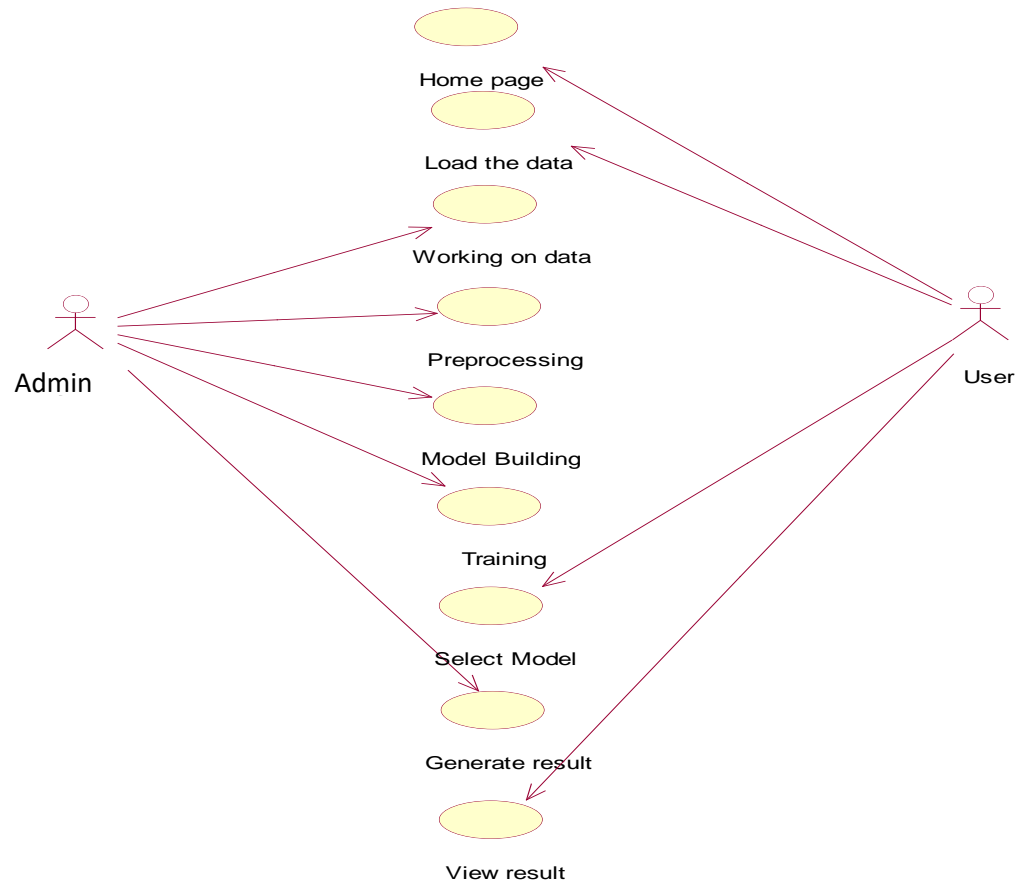 Home page
Load the data
Working on data
Preprocessing
Admin
User
Model Building
Training
Select Model
Generate result
View result